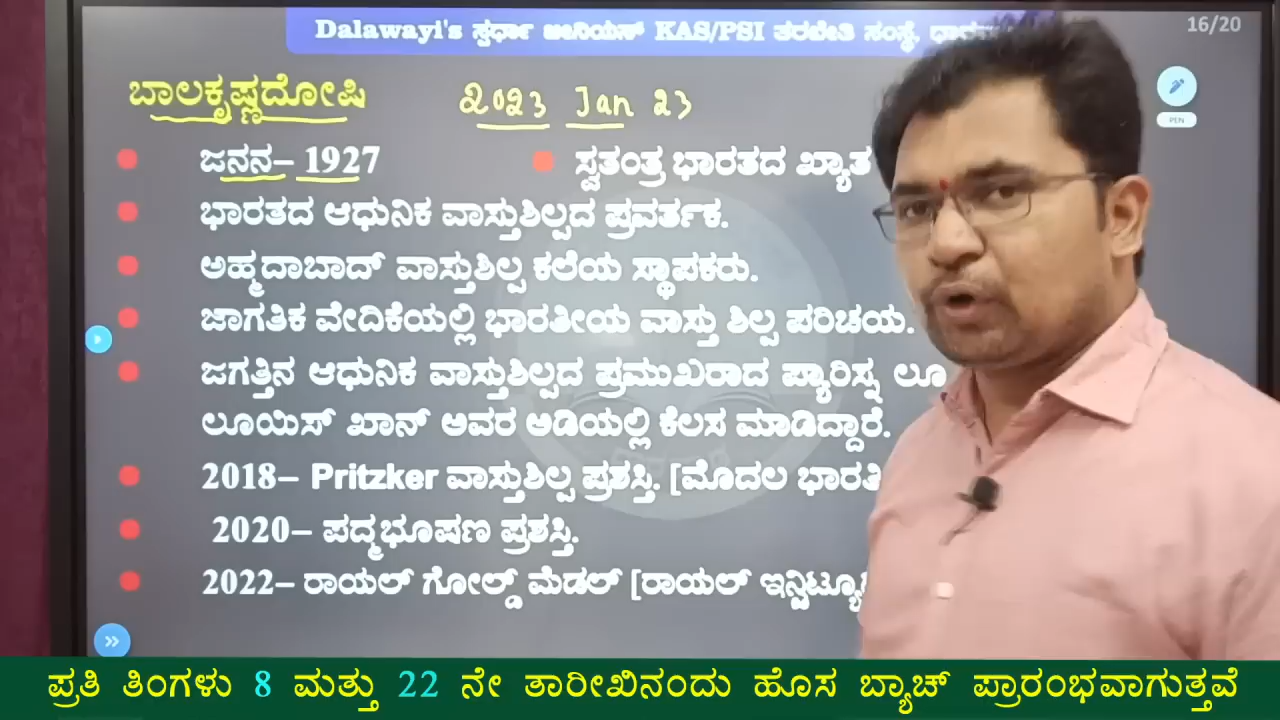 Dalawayi's ಸ್ಪರ್ಧಾ ಜೀನಿಯಸ್ KAS/PSI ತರಬೇತಿ ಸಂಸ್ಥೆ,
16/20
ಬಾಲಕೃಷ್ಣದೋಷಿ 2023 Jan 23
PEN
ಜನನ– 1927 ಸ್ವತಂತ್ರ ಭಾರತದ ಖ್ಯಾತ
ಭಾರತದ ಆಧುನಿಕ ವಾಸ್ತುಶಿಲ್ಪದ ಪ್ರವರ್ತಕ.
ಅಹ್ಮದಾಬಾದ್ ವಾಸ್ತುಶಿಲ್ಪ ಕಲೆಯ ಸ್ಥಾಪಕರು.
ಜಾಗತಿಕ ವೇದಿಕೆಯಲ್ಲಿ ಭಾರತೀಯ ವಾಸ್ತು ಶಿಲ್ಪ ಪರಿಚಯ.
ಜಗತ್ತಿನ ಆಧುನಿಕ ವಾಸ್ತುಶಿಲ್ಪದ ಪ್ರಮುಖರಾದ ಪ್ಯಾರಿಸ್ನ ಲೂ
ಲೂಯಿಸ್ ಖಾನ್ ಅವರ ಅಡಿಯಲ್ಲಿ ಕೆಲಸ ಮಾಡಿದ್ದಾರೆ.
2018– Pritzker ವಾಸ್ತುಶಿಲ್ಪ ಪ್ರಶಸ್ತಿ. [ಮೊದಲ
2020– ಪದ್ಮಭೂಷಣ ಪ್ರಶಸ್ತಿ.
2022– ರಾಯಲ್ ಗೋಲ್ಡ್ ಮೆಡಲ್ [ರಾಯಲ್
ಪ್ರತಿ ತಿಂಗಳು 8 ಮತ್ತು 22 ನೇ ತಾರೀಖಿನಂದು ಹೊಸ ಬ್ಯಾಚ್ ಪ್ರಾರಂಭವಾಗುತ್ತವೆ